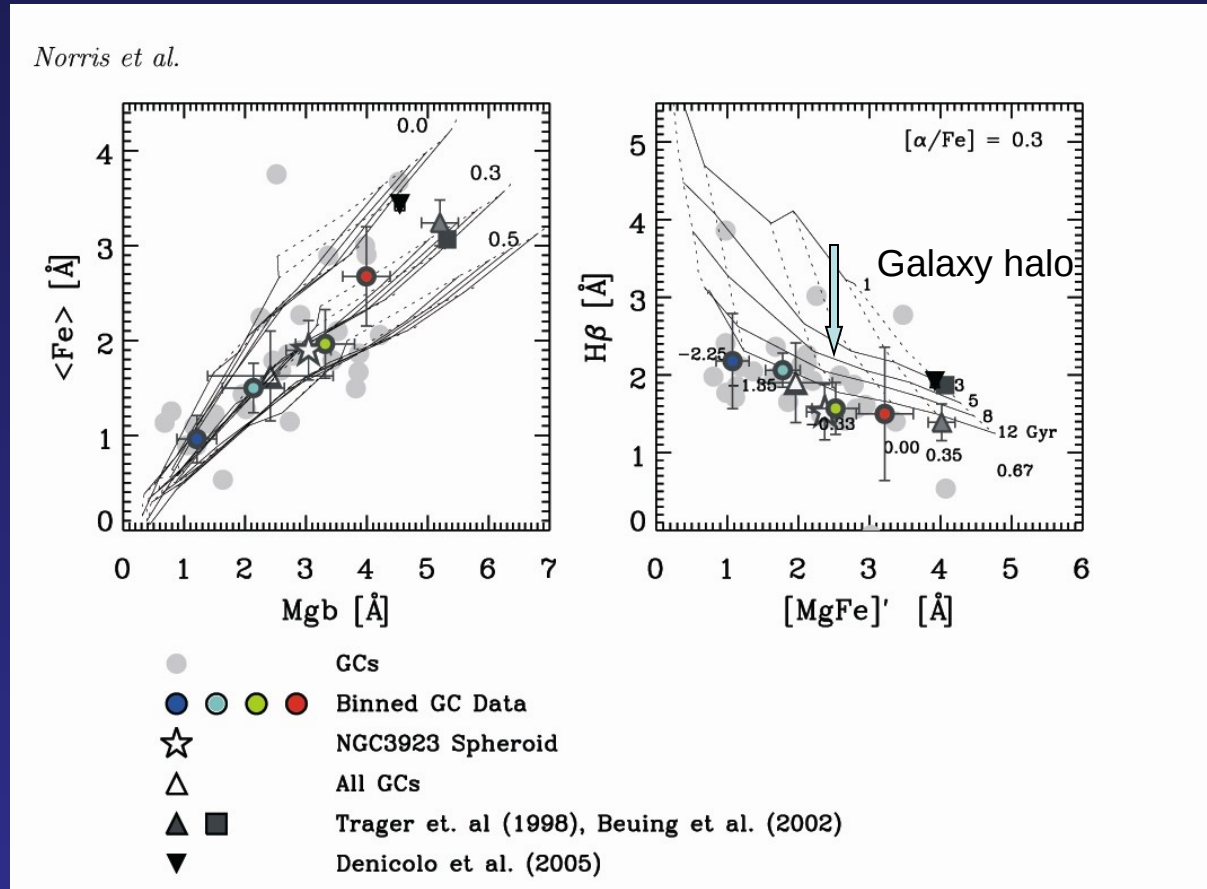 Norris et al.
4
3
2
1
0
<Fe> [Å]
0.0
0.3
0.5
0 1 2 3 4 5 6 7
Mgb [Å]
5
4
3
2
1
0
Hβ [Å]
[α/Fe] = 0.3
Galaxy halo
1
3
5
8
12 Gyr
-2.25
-1.35
-0.33
0.00
0.35
0.67
0 1 2 3 4 5 6
[MgFe]' [Å]
GCs
Binned GC Data
NGC3923 Spheroid
All GCs
Trager et. al (1998), Beuing et al. (2002)
Denicolo et al. (2005)